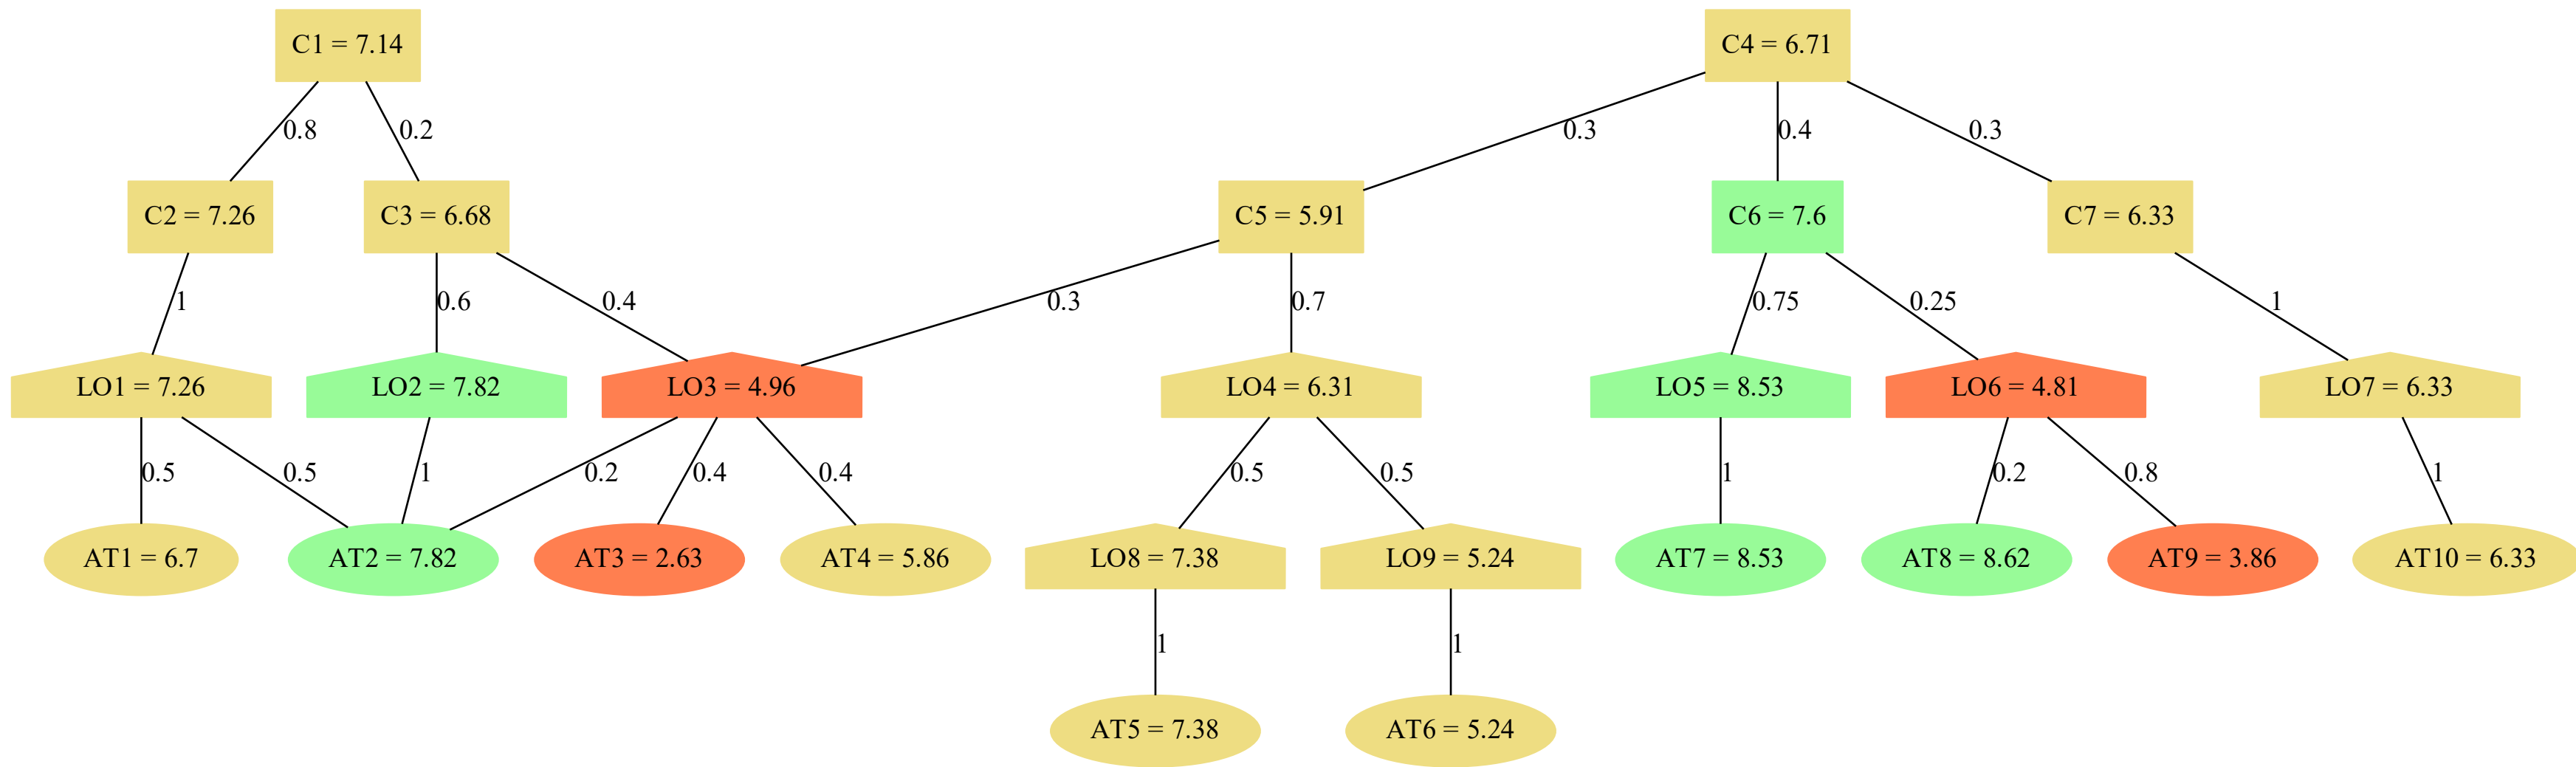 C1 = 7.14
C4 = 6.71
0.8
0.2
0.3
0.4
0.3
C2 = 7.26
C3 = 6.68
C5 = 5.91
C6 = 7.6
C7 = 6.33
1
0.6
0.4
0.3
0.7
0.75
0.25
1
LO1 = 7.26
LO2 = 7.82
LO3 = 4.96
LO4 = 6.31
LO5 = 8.53
LO6 = 4.81
LO7 = 6.33
0.5
0.5
1
0.2
0.4
0.4
0.5
0.5
1
0.2
0.8
1
AT1 = 6.7
AT2 = 7.82
AT3 = 2.63
AT4 = 5.86
LO8 = 7.38
LO9 = 5.24
AT7 = 8.53
AT8 = 8.62
AT9 = 3.86
AT10 = 6.33
1
1
AT5 = 7.38
AT6 = 5.24